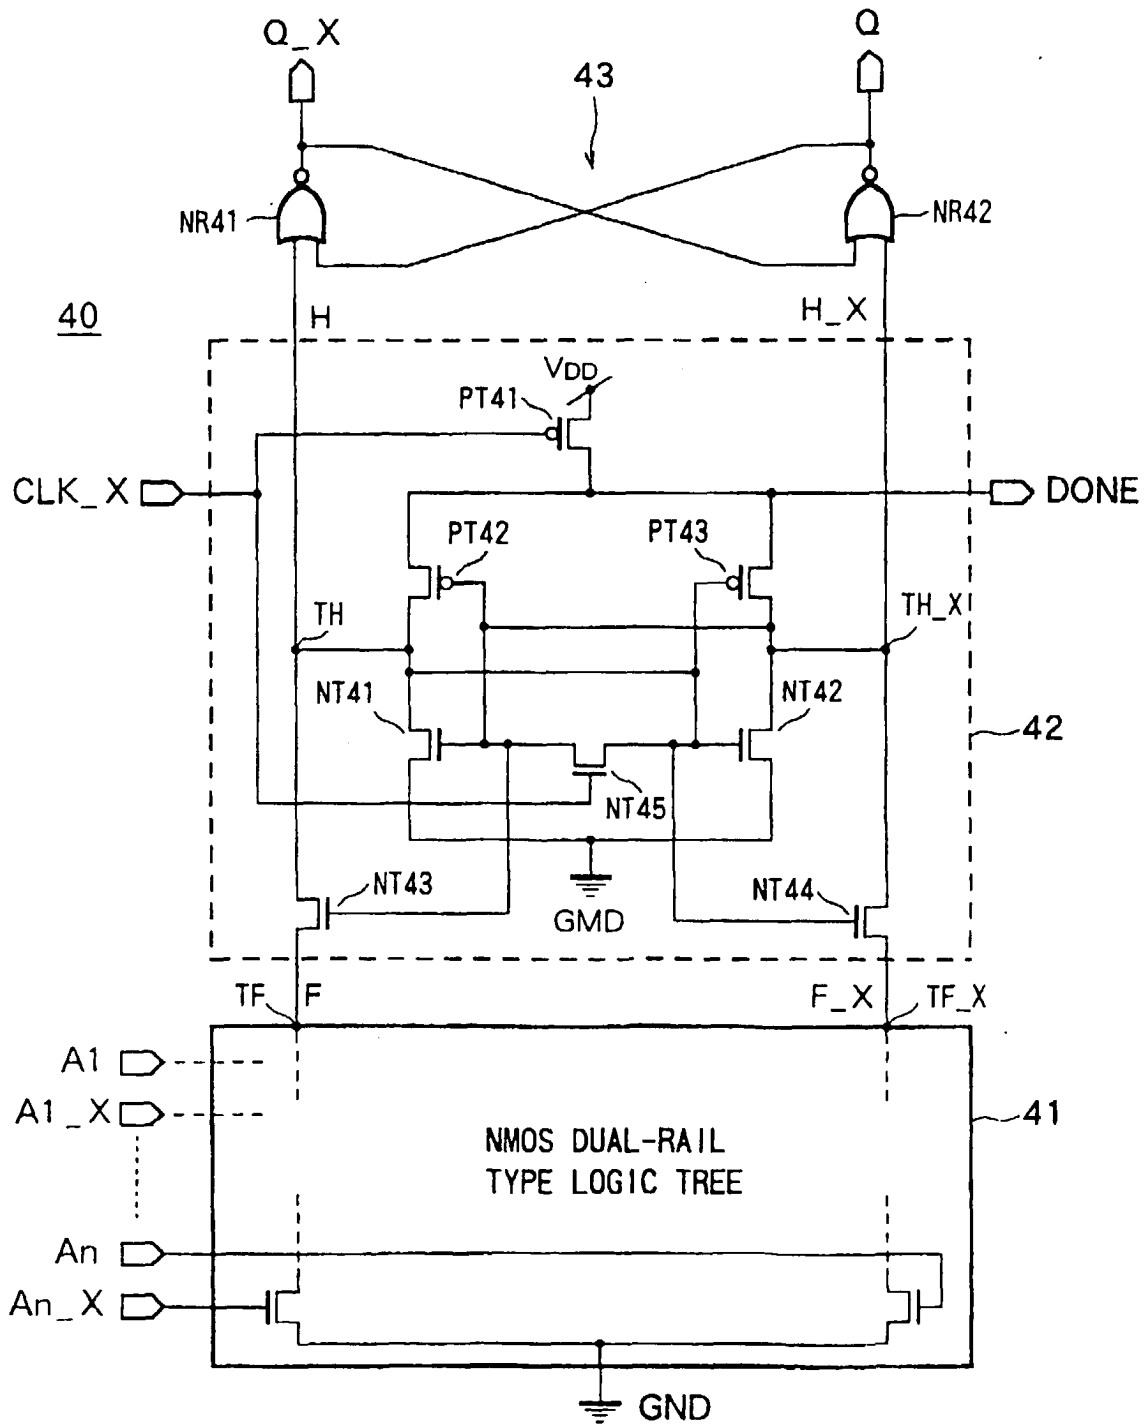 Q_X
Q
43
NR41
NR42
40
H
H_X
VDD
PT41
CLK_X
DONE
PT42
PT43
TH
TH_X
NT41
NT42
42
NT45
NT43
NT44
GMD
TF
F
F_X
TF_X
A1
A1_X
41
NMOS DUAL-RAIL
TYPE LOGIC TREE
An
An_X
GND